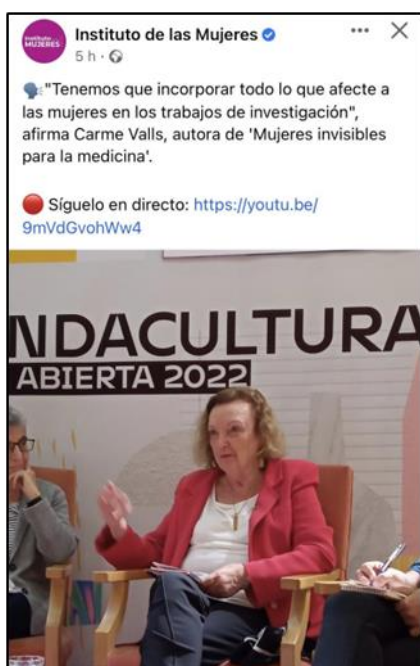 Instituto MUJERES
Instituto de las Mujeres
5 h ·
"Tenemos que incorporar todo lo que afecte a
las mujeres en los trabajos de investigación",
afirma Carme Valls, autora de 'Mujeres invisibles
para la medicina'.
Síguelo en directo: https://youtu.be/
9mVdGvohWw4
NDACULTURA
ABIERTA 2022